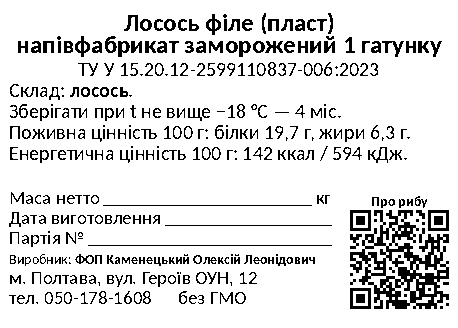 Лосось філе (пласт)
напівфабрикат заморожений 1 гатунку
ТУ У 15.20.12-2599110837-006:2023
Склад: лосось.
Зберігати при t не вище −18 °C — 4 міс.
Поживна цінність 100 г: білки 19,7 г, жири 6,3 г.
Енергетична цінність 100 г: 142 ккал / 594 кДж.
Маса нетто ______________________ кг
Дата виготовлення __________________
Партія № __________________________
Про рибу
Виробник: ФОП Каменецький Олексій Леонідович
м. Полтава, вул. Героїв ОУН, 12
тел. 050-178-1608 без ГМО